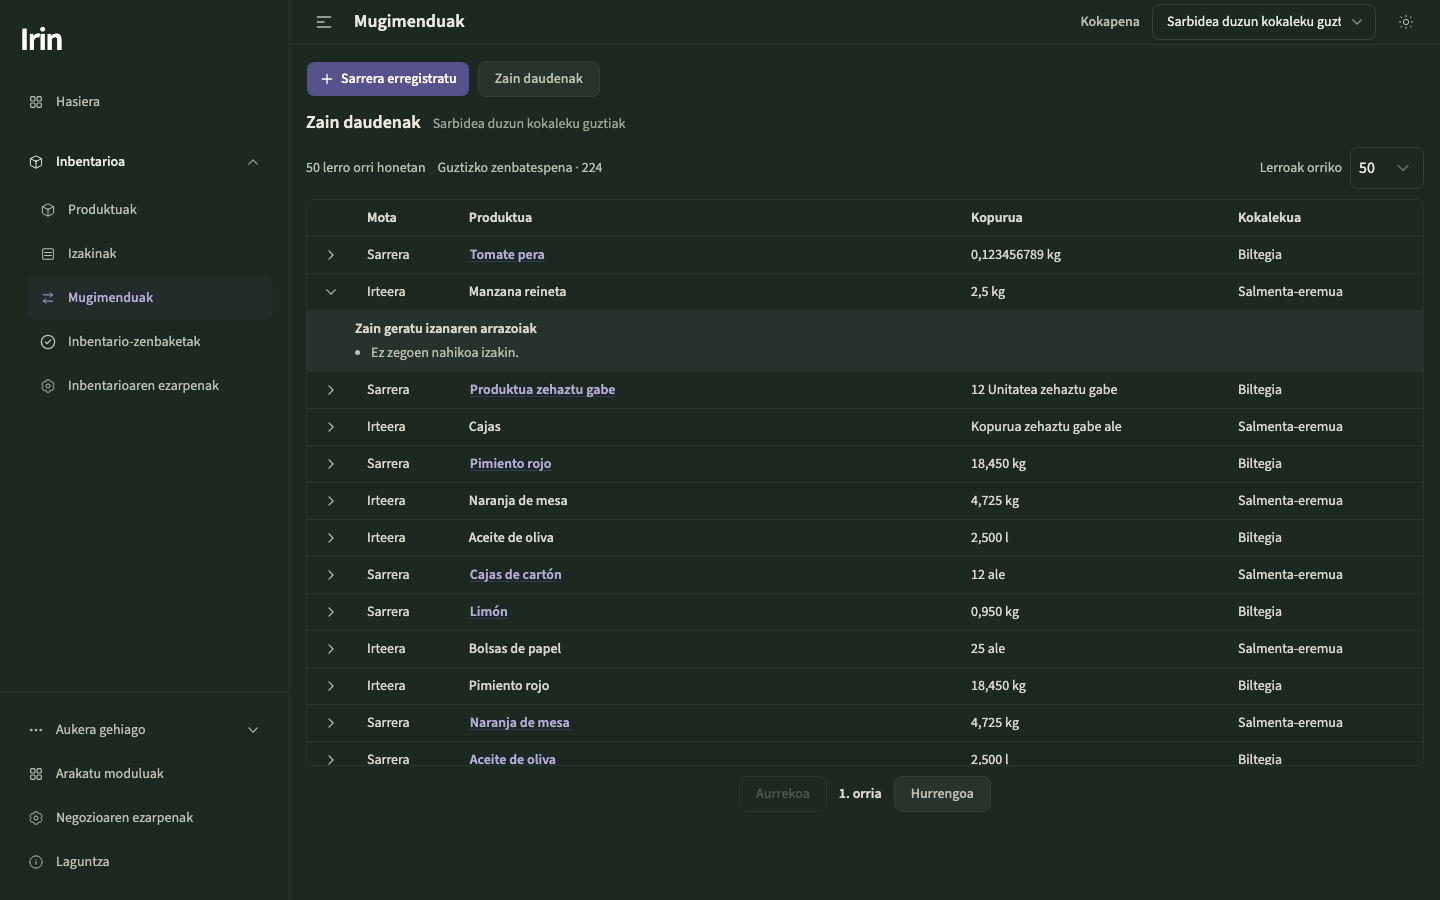 Irin
Hasiera
Inbentarioa
Produktuak
Izakinak
Mugimenduak
Inbentario-zenbaketak
Inbentarioaren ezarpenak
Aukera gehiago
Arakatu moduluak
Negozioaren ezarpenak
Laguntza
Mugimenduak
Kokapena Sarbidea duzun kokaleku guzt
Sarrera erregistratu Zain daudenak
Zain daudenak Sarbidea duzun kokaleku guztiak
50 lerro orri honetan Guztizko zenbatespena · 224 Lerroak orriko 50
Mota Produktua Kopurua Kokalekua
Sarrera Tomate pera 0,123456789 kg Biltegia
Irteera Manzana reineta 2,5 kg Salmenta-eremua
Zain geratu izanaren arrazoiak
• Ez zegoen nahikoa izakin.
Sarrera Produktua zehaztu gabe 12 Unitatea zehaztu gabe Biltegia
Irteera Cajas Kopurua zehaztu gabe ale Salmenta-eremua
Sarrera Pimiento rojo 18,450 kg Biltegia
Irteera Naranja de mesa 4,725 kg Salmenta-eremua
Irteera Aceite de oliva 2,500 l Biltegia
Sarrera Cajas de cartón 12 ale Salmenta-eremua
Sarrera Limón 0,950 kg Biltegia
Irteera Bolsas de papel 25 ale Salmenta-eremua
Irteera Pimiento rojo 18,450 kg Biltegia
Sarrera Naranja de mesa 4,725 kg Salmenta-eremua
Sarrera Aceite de oliva 2,500 l Biltegia
Aurrekoa 1. orria Hurrengoa